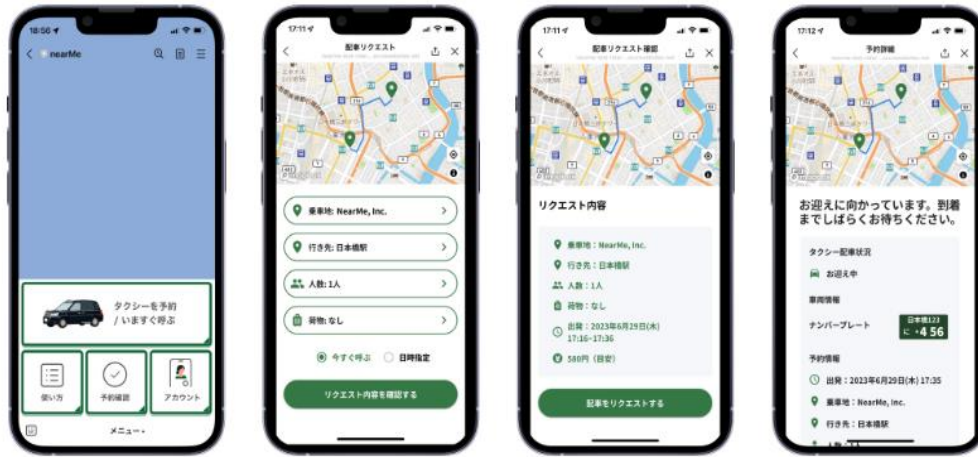 18:56
nearMe
タクシーを予約
/ いますぐ呼ぶ
使い方
予約確認
アカウント
メニュー
17:11
配車リクエスト
乗車地: NearMe, Inc.
行き先: 日本橋駅
人数: 1人
荷物: なし
今すぐ呼ぶ
日時指定
リクエスト内容を確認する
17:11
配車リクエスト確認
リクエスト内容
乗車地：NearMe, Inc.
行き先：日本橋駅
人数：1人
荷物：なし
出発：2023年6月29日(木)
17:16~17:36
580円（目安）
配車をリクエストする
17:12
予約詳細
お迎えに向かっています。到着
までしばらくお待ちください。
タクシー配車状況
お迎え中
車両情報
ナンバープレート
日本橋123
に ・4 56
予約情報
出発：2023年6月29日(木) 17:35
乗車地：NearMe, Inc.
行き先：日本橋駅